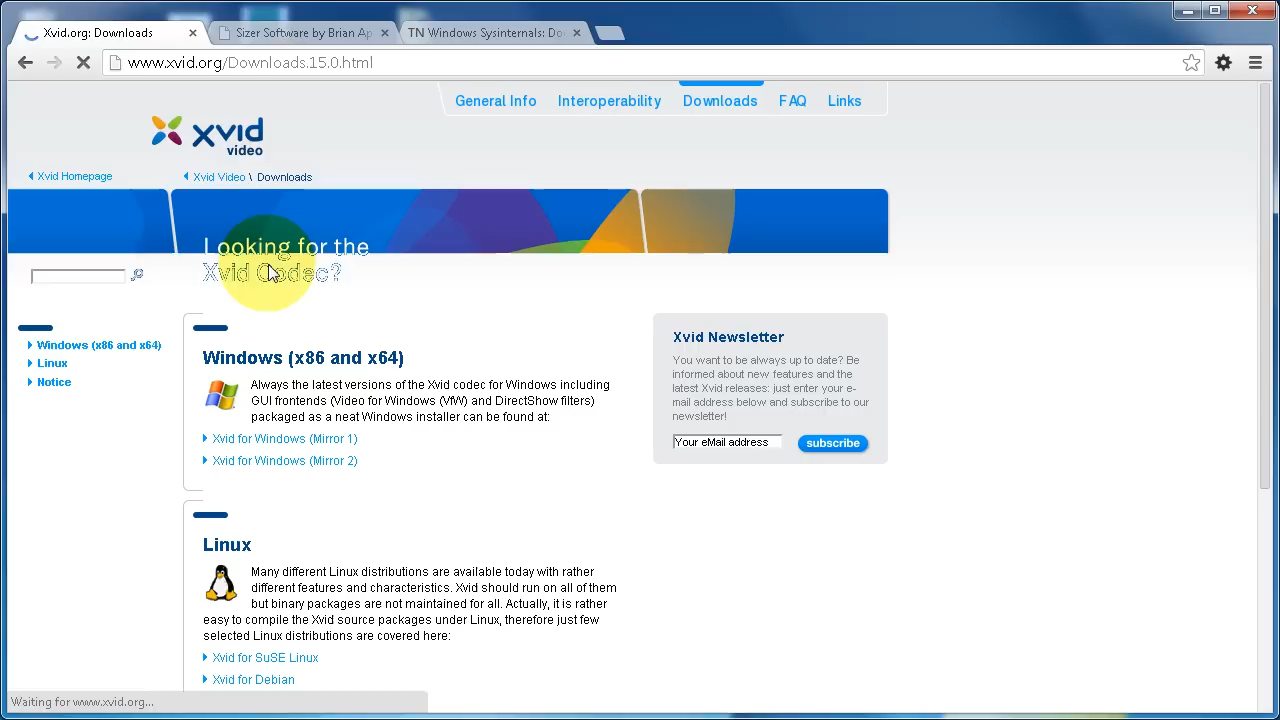 Xvid.org: Downloads
Sizer Software by Brian Ap
TN Windows Sysinternals: Do
www.xvid.org/Downloads.15.0.html
General Info Interoperability Downloads FAQ Links
xvid
video
Xvid Homepage
Xvid Video \ Downloads
Looking for the
Xvid Codec?
Windows (x86 and x64)
Linux
Notice
Windows (x86 and x64)
Always the latest versions of the Xvid codec for Windows including
GUI frontends (Video for Windows (VfW) and DirectShow filters)
packaged as a neat Windows installer can be found at:
Xvid for Windows (Mirror 1)
Xvid for Windows (Mirror 2)
Xvid Newsletter
You want to be always up to date? Be
informed about new features and the
latest Xvid releases: just enter your e-
mail address below and subscribe to our
newsletter!
Your eMail address
subscribe
Linux
Many different Linux distributions are available today with rather
different features and characteristics. Xvid should run on all of them
but binary packages are not maintained for all. Actually, it is rather
easy to compile the Xvid source packages under Linux, therefore just few
selected Linux distributions are covered here:
Xvid for SuSE Linux
Xvid for Debian
Waiting for www.xvid.org...